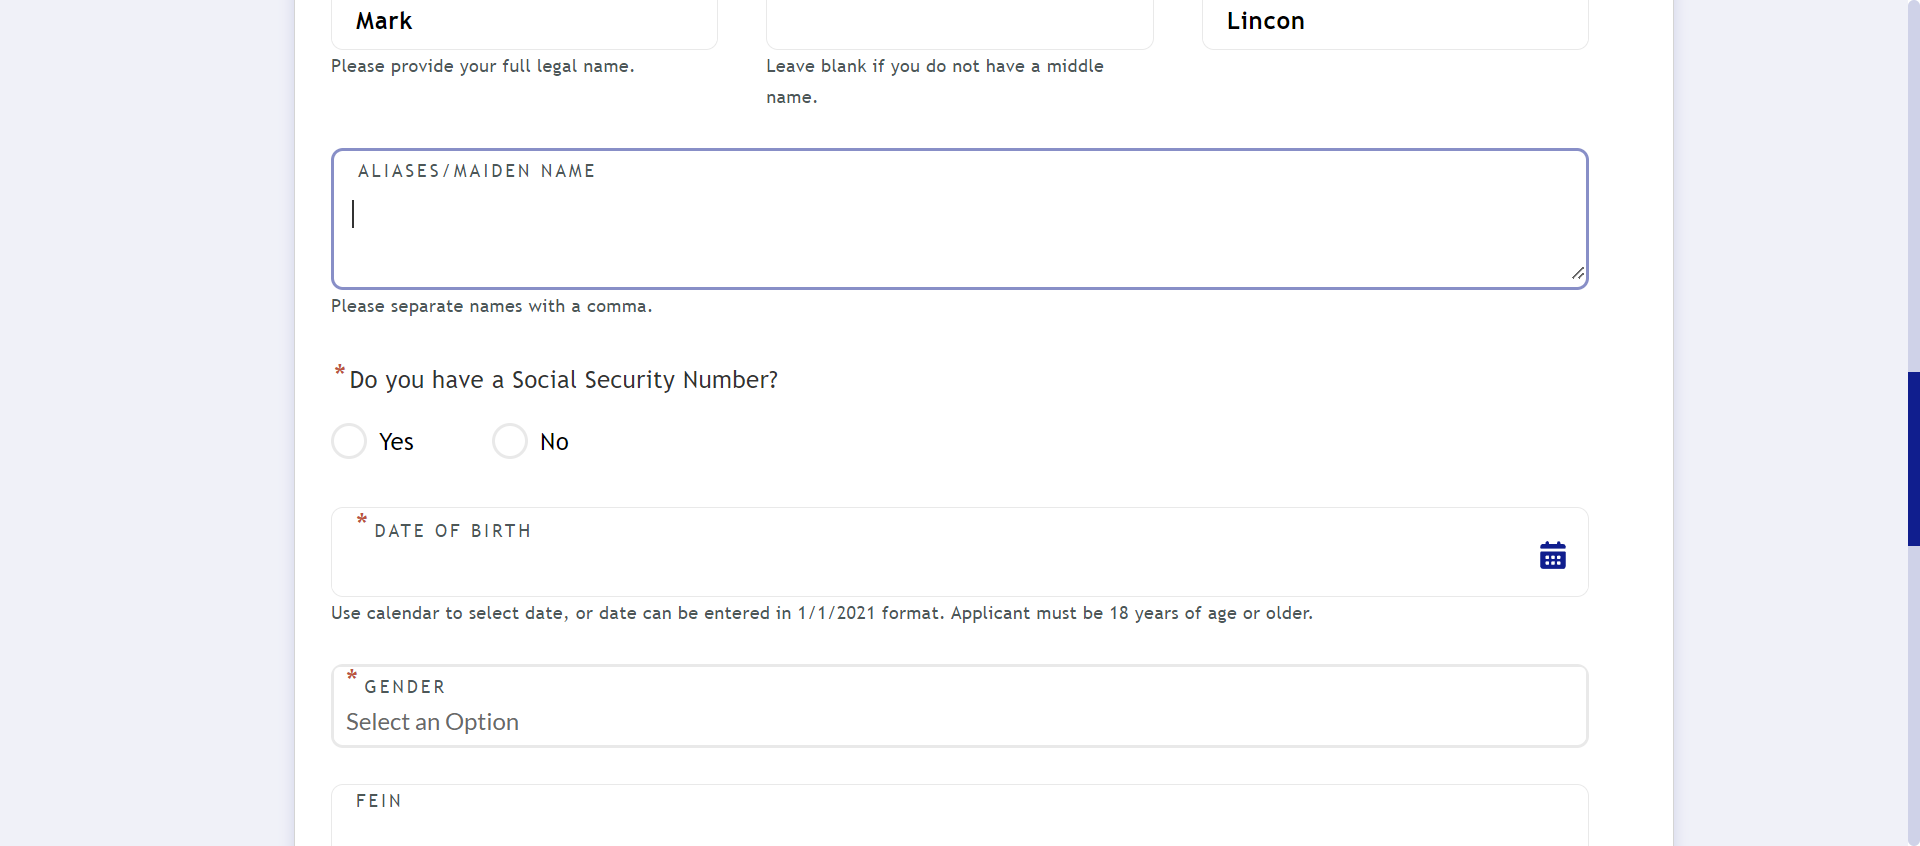 Mark
Lincon
Please provide your full legal name.
Leave blank if you do not have a middle
name.
ALIASES/MAIDEN NAME
Please separate names with a comma.
*Do you have a Social Security Number?
Yes
No
*DATE OF BIRTH
Use calendar to select date, or date can be entered in 1/1/2021 format. Applicant must be 18 years of age or older.
*GENDER
Select an Option
FEIN